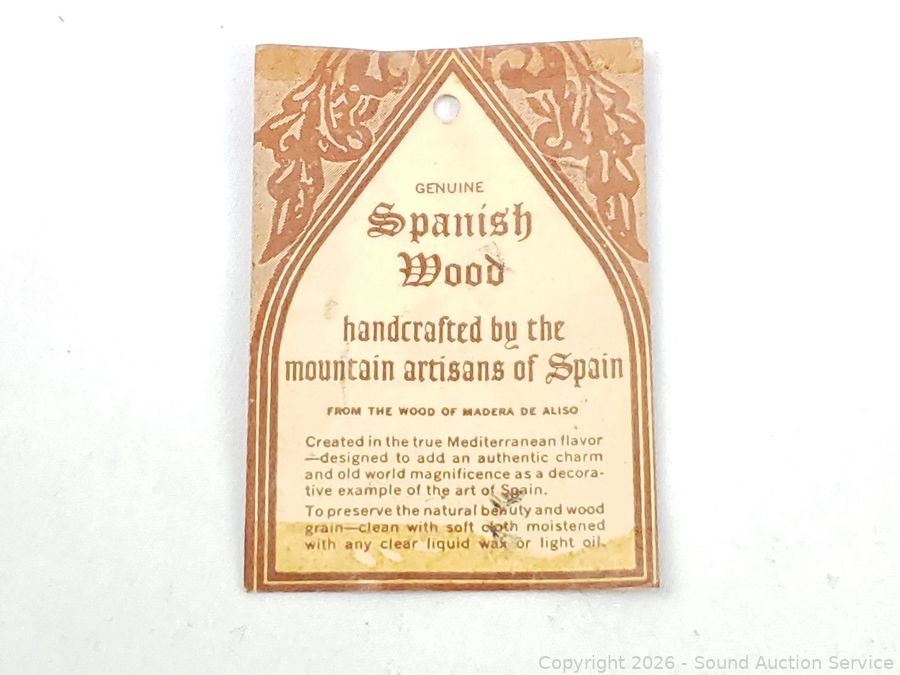 GENUINE
Spanish
Wood
handcrafted by the
mountain artisans of Spain
FROM THE WOOD OF MADERA DE ALISO
Created in the true Mediterranean flavor
—designed to add an authentic charm
and old world magnificence as a decora-
tive example of the art of Spain.
To preserve the natural beauty and wood
grain—clean with soft cloth moistened
with any clear liquid wax or light oil.
Copyright 2026 - Sound Auction Service